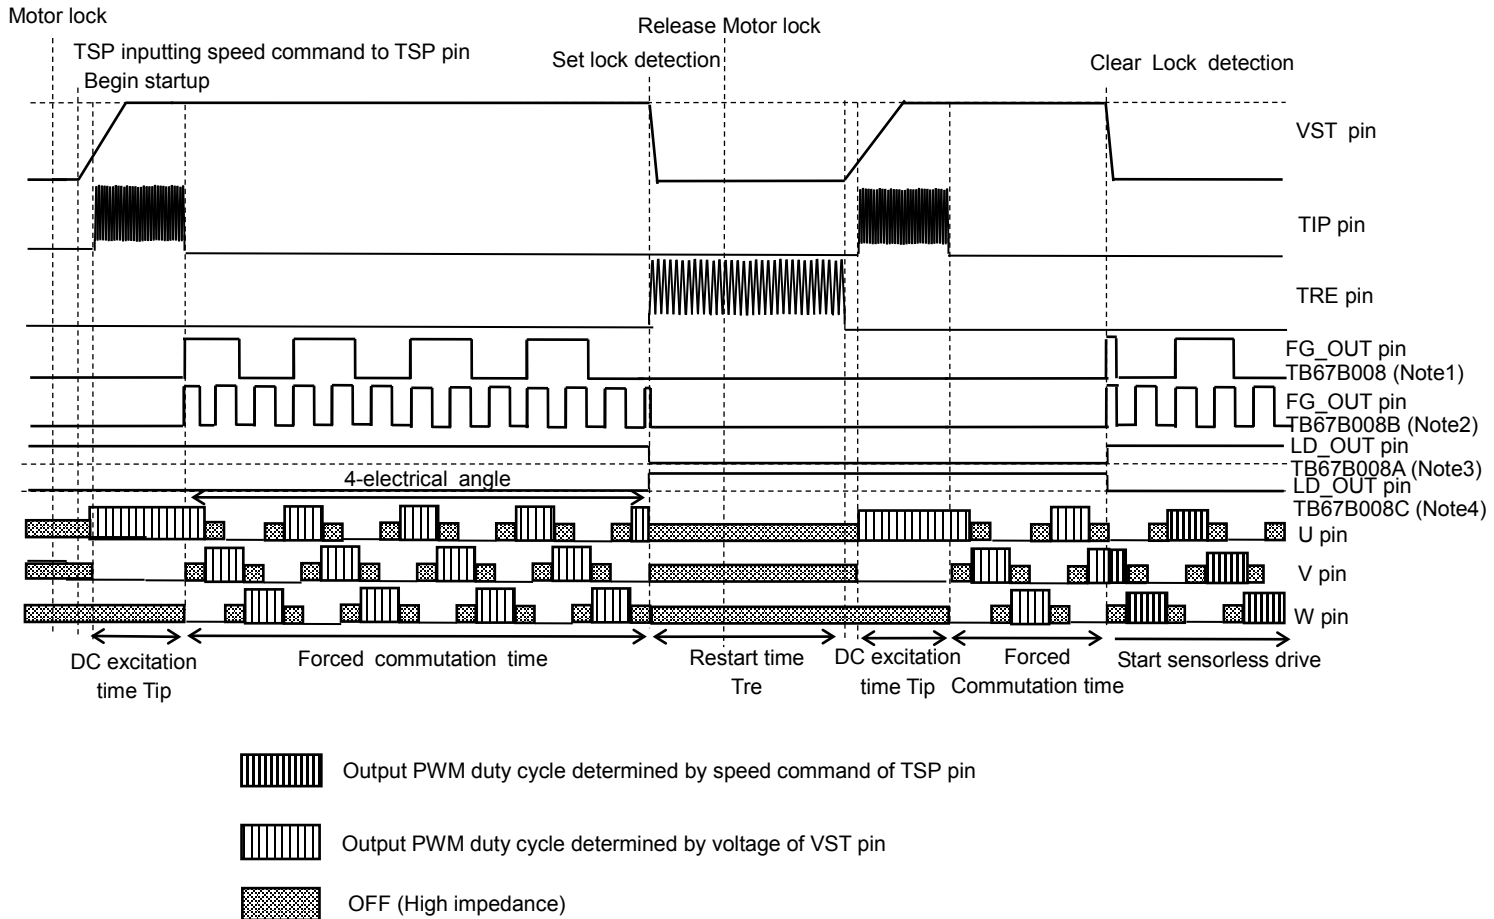 Motor lock
Release Motor lock
TSP inputting speed command to TSP pin
Set lock detection
Begin startup
Clear Lock detection
VST pin
TIP pin
TRE pin
FG_OUT pin
TB67B008 (Note1)
FG_OUT pin
TB67B008B (Note2)
LD_OUT pin
TB67B008A (Note3)
4-electrical angle
LD_OUT pin
TB67B008C (Note4)
U pin
V pin
W pin
DC excitation
time Tip
Forced commutation time
Restart time
Tre
DC excitation
time Tip
Forced
Commutation time
Start sensorless drive
Output PWM duty cycle determined by speed command of TSP pin
Output PWM duty cycle determined by voltage of VST pin
OFF (High impedance)